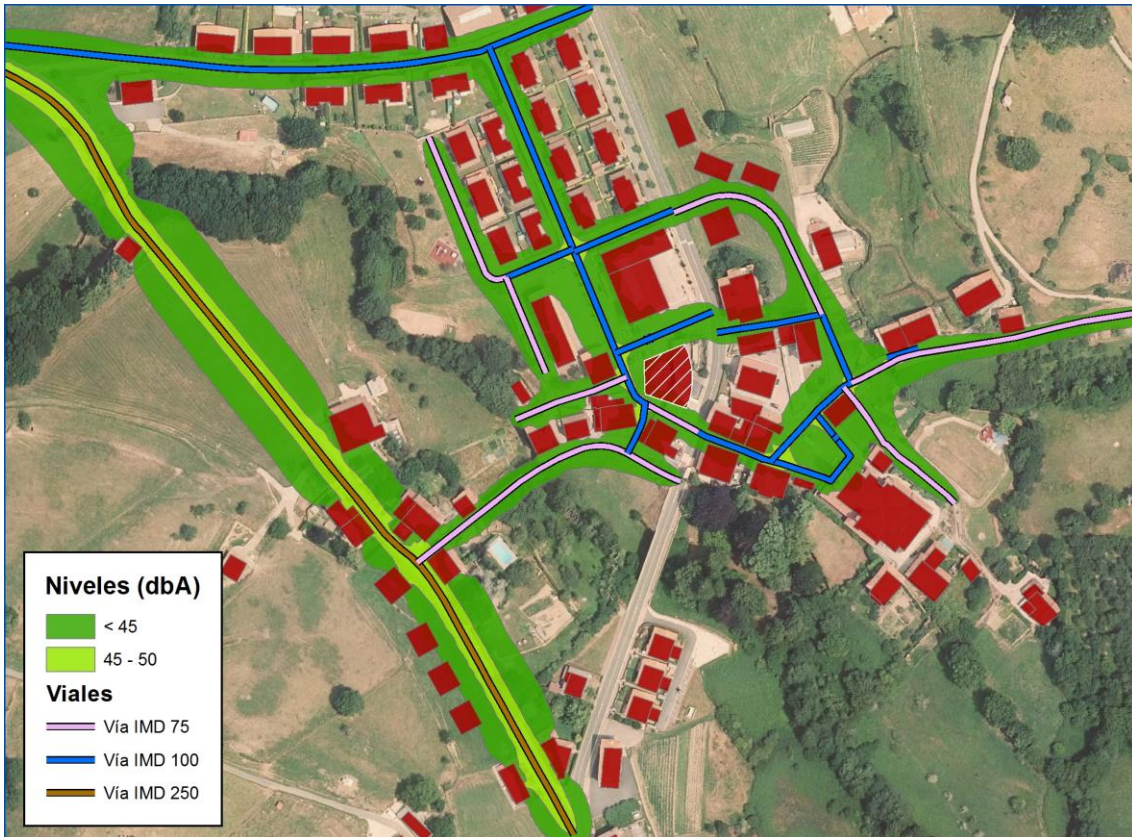 Niveles (dbA)
< 45
45 - 50
Viales
Vía IMD 75
Vía IMD 100
Vía IMD 250